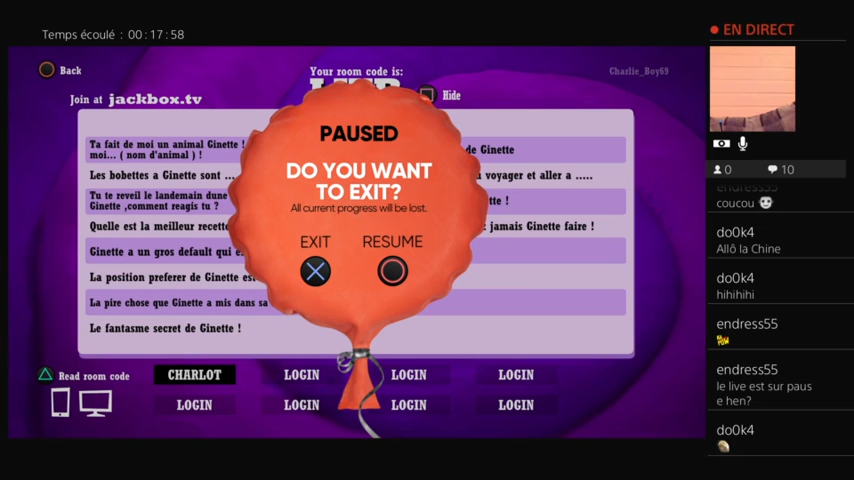 Temps écoulé : 00:17:58
EN DIRECT
Back
Your room code is:
Charlie_Boy69
Hide
Join at jackbox.tv
PAUSED
DO YOU WANT
TO EXIT?
All current progress will be lost.
EXIT RESUME
Ta fait de moi un animal Ginette !
moi... ( nom d'animal ) !
de Ginette
Les bobettes a Ginette sont ...
voyager et aller a .....
Tu te reveil le landemain dune
Ginette ,comment reagis tu ?
Quelle est la meilleur recette
jamais Ginette faire !
Ginette a un gros default qui
La position preferer de Ginette
La pire chose que Ginette a mis dans sa
Le fantasme secret de Ginette !
Read room code
CHARLOT LOGIN LOGIN LOGIN
LOGIN LOGIN LOGIN LOGIN
0 10
endress55
coucou
do0k4
Allô la Chine
do0k4
hihihihi
endress55
endress55
le live est sur paus
e hen?
do0k4